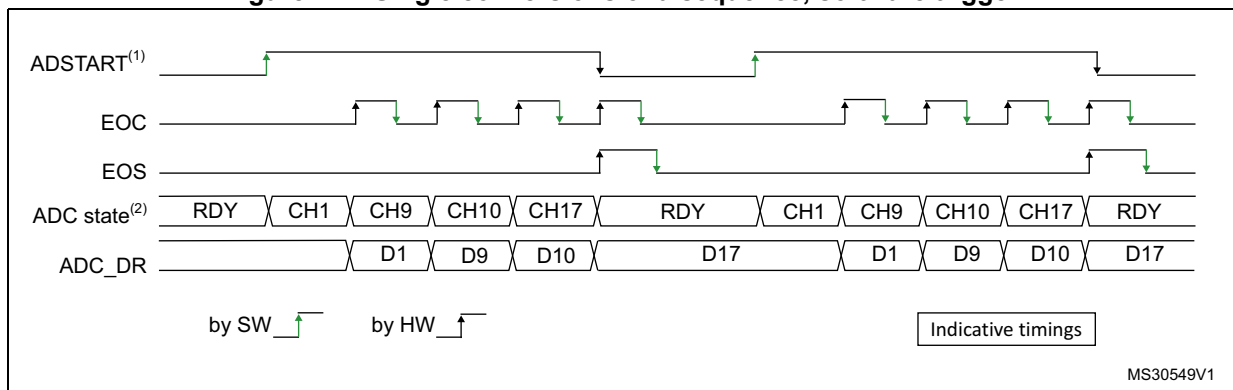 ADSTART(1)
EOC
EOS
ADC state(2) RDY CH1 CH9 CH10 CH17 RDY CH1 CH9 CH10 CH17 RDY
ADC_DR D1 D9 D10 D17 D1 D9 D10 D17
by SW by HW Indicative timings
MS30549V1